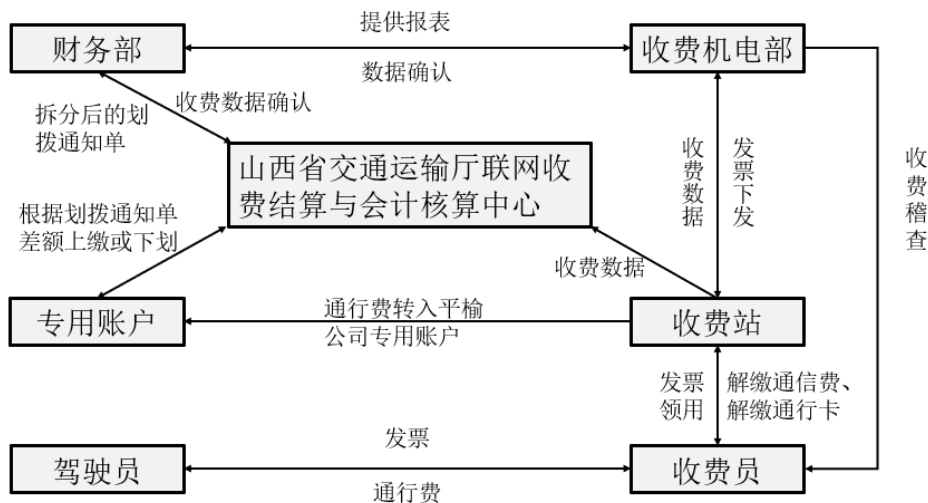 提供报表
财务部
收费机电部
数据确认
收费数据确认
拆分后的划
拨通知单
山西省交通运输厅联网收
费结算与会计核算中心
收费数据
发票下发
收费稽查
根据划拨通知单
差额上缴或下划
收费数据
专用账户
通行费转入平榆
公司专用账户
收费站
发票
领用
解缴通信费、
解缴通行卡
发票
驾驶员
收费员
通行费